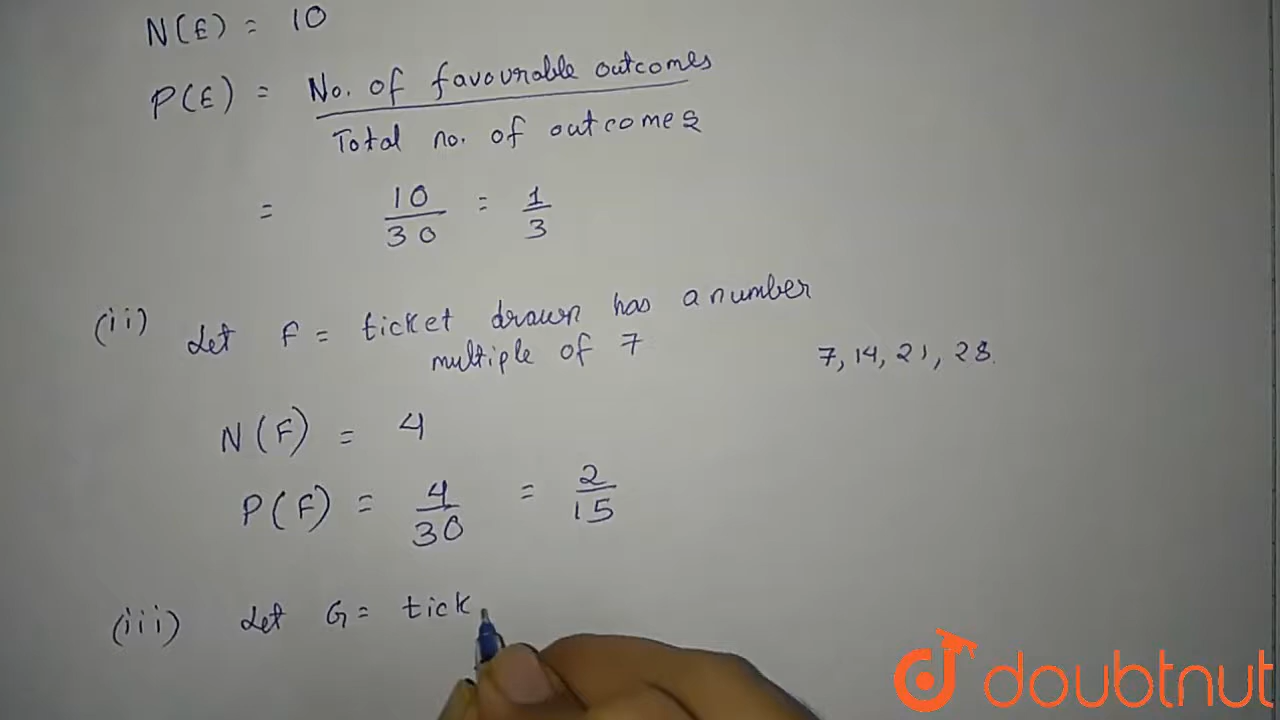 N(E) = 10
P(E) = No. of favourable outcomes
Total no. of outcomes
= 10/30 = 1/3
(ii) Let F = ticket drawn has a number
multiple of 7
7, 14, 21, 28.
N(F) = 4
P(F) = 4/30 = 2/15
(iii) Let G = tick
doubtnut